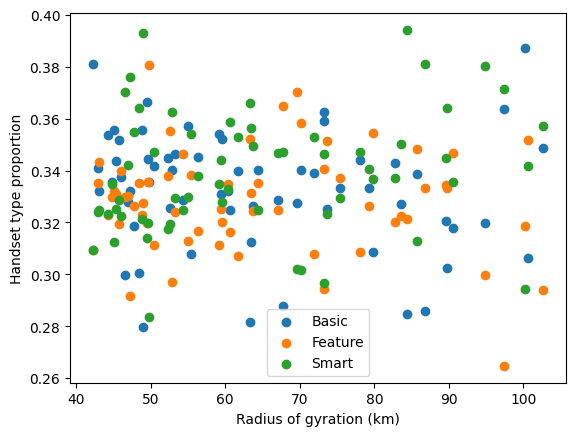 0.40
0.38
0.36
0.34
0.32
0.30
0.28
0.26
Handset type proportion
Basic
Feature
Smart
40 50 60 70 80 90 100
Radius of gyration (km)